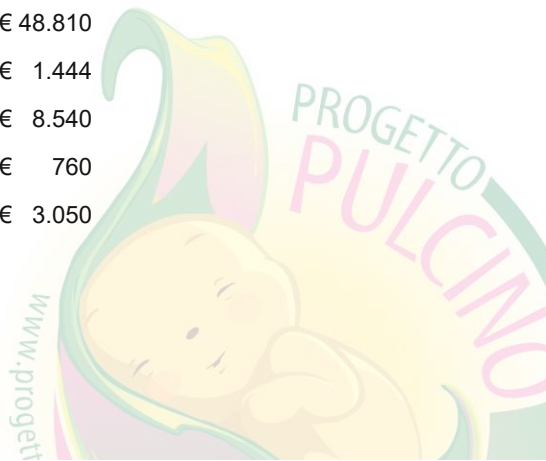 € 48.810
€ 1.444
€ 8.540
€ 760
€ 3.050
PROGETTO
PULCINO